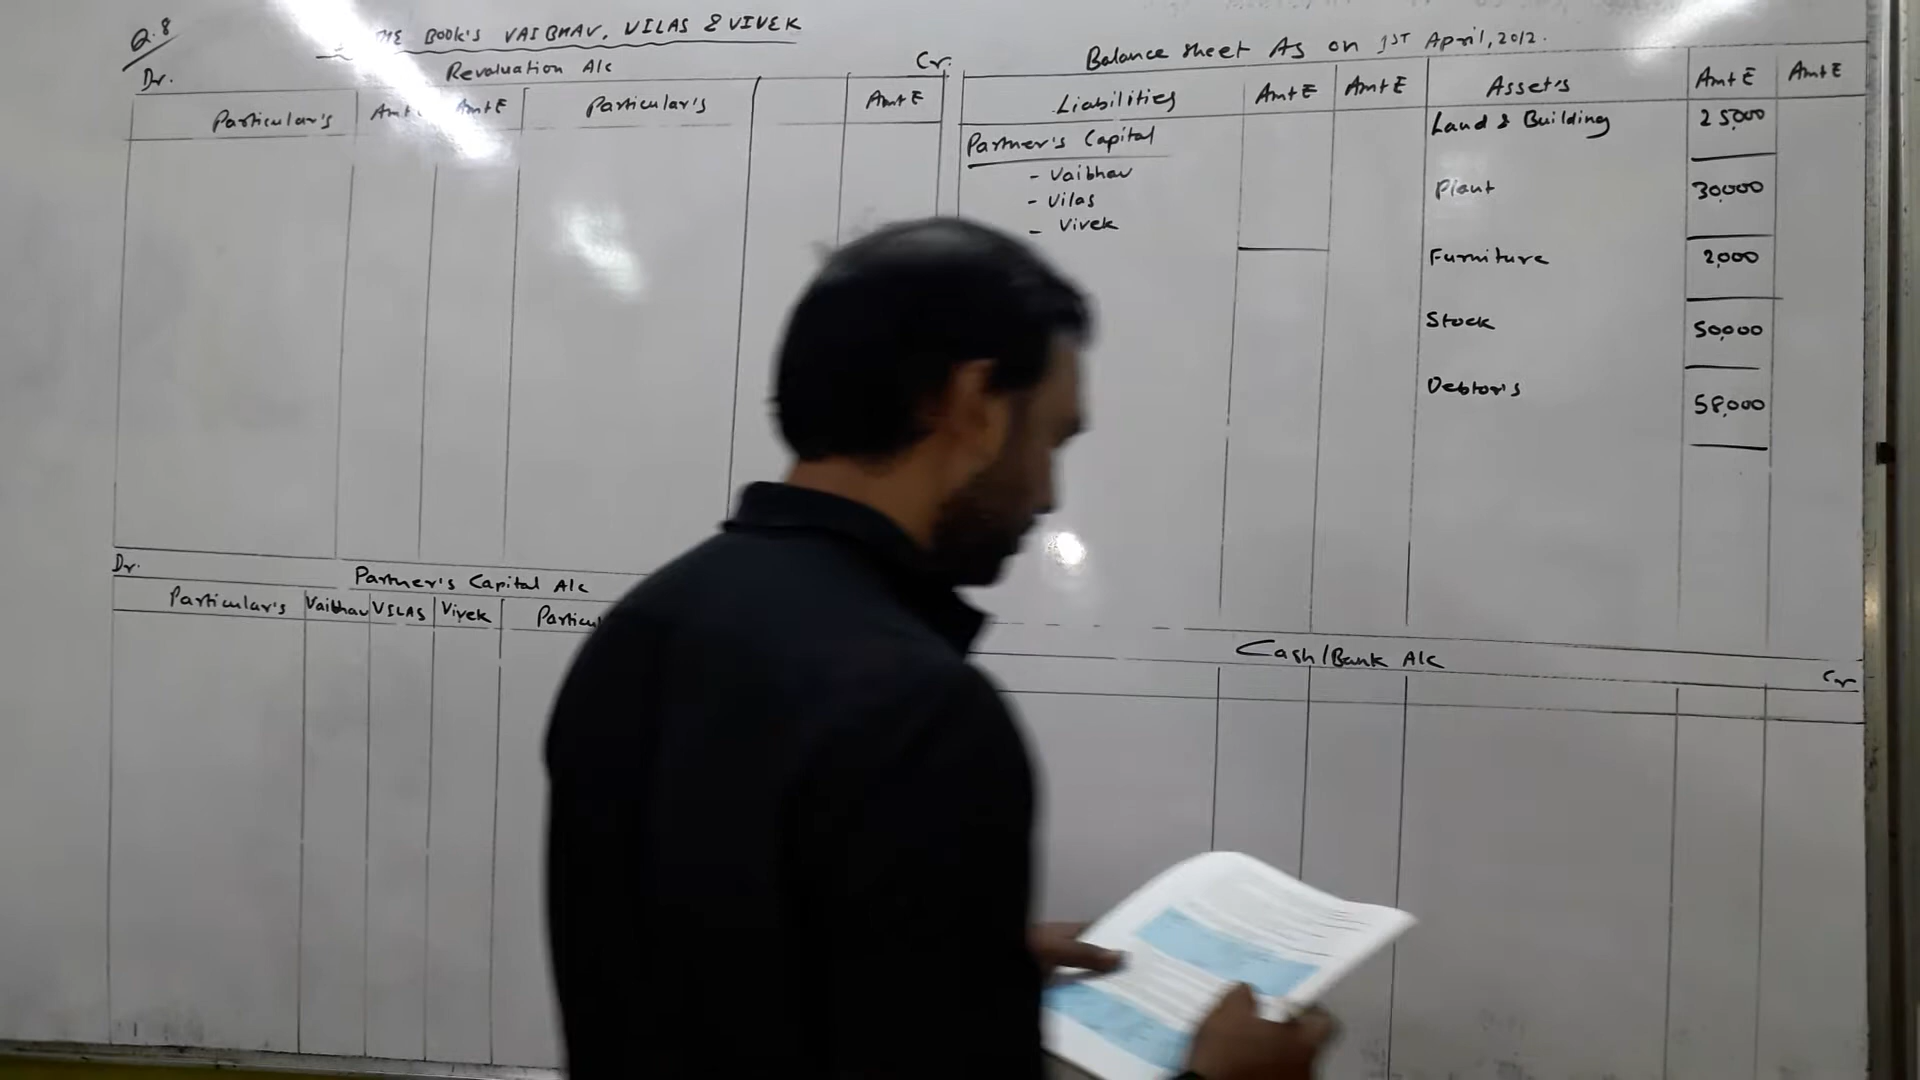 Q.8
THE BOOK'S VAIBHAV, VILAS & VIVEK
Dr. Revaluation A/c Cr.
Particular's Amt Amt ₹ Particular's Amt ₹
Balance sheet As on 1ST April, 2012.
Liabilities Amt ₹ Amt ₹ Asset's Amt ₹ Amt ₹
Partner's Capital
- Vaibhav
- Vilas
- Vivek
Land & Building 25,000
Plant 30,000
Furniture 2,000
Stock 50,000
Debtor's 58,000
Dr. Partner's Capital A/c
Particular's Vaibhav VILAS Vivek
Cash/Bank A/c
Cr